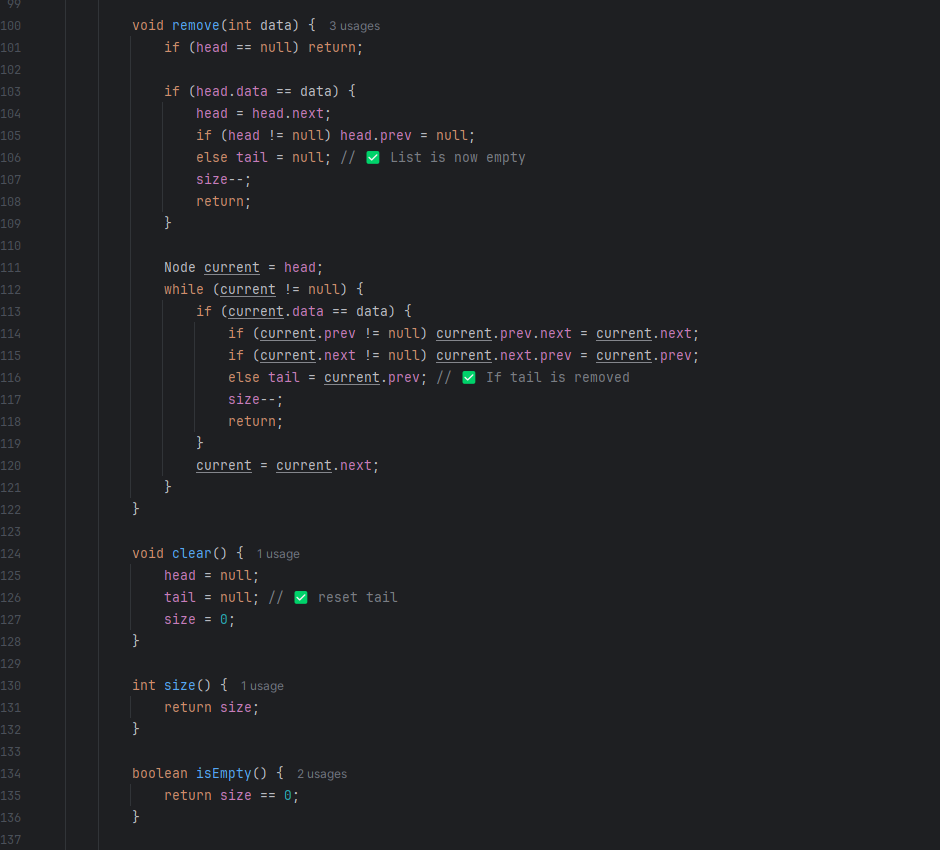 99
100 void remove(int data) { 3 usages
101 if (head == null) return;
102
103 if (head.data == data) {
104 head = head.next;
105 if (head != null) head.prev = null;
106 else tail = null; // ✅ List is now empty
107 size--;
108 return;
109 }
110
111 Node current = head;
112 while (current != null) {
113 if (current.data == data) {
114 if (current.prev != null) current.prev.next = current.next;
115 if (current.next != null) current.next.prev = current.prev;
116 else tail = current.prev; // ✅ If tail is removed
117 size--;
118 return;
119 }
120 current = current.next;
121 }
122 }
123
124 void clear() { 1 usage
125 head = null;
126 tail = null; // ✅ reset tail
127 size = 0;
128 }
129
130 int size() { 1 usage
131 return size;
132 }
133
134 boolean isEmpty() { 2 usages
135 return size == 0;
136 }
137